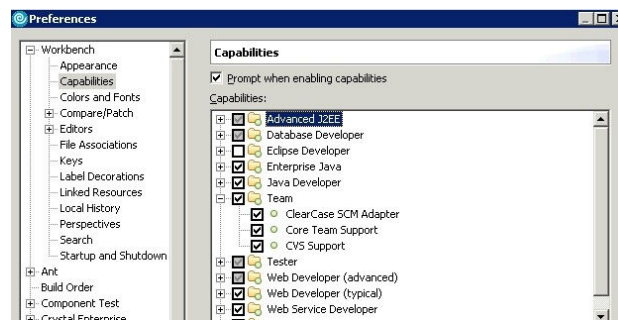 Preferences
Workbench
Appearance
Capabilities
Colors and Fonts
Compare/Patch
Editors
File Associations
Keys
Label Decorations
Linked Resources
Local History
Perspectives
Search
Startup and Shutdown
Ant
Build Order
Component Test
Crystal Enterprise
Capabilities
Prompt when enabling capabilities
Capabilities:
Advanced J2EE
Database Developer
Eclipse Developer
Enterprise Java
Java Developer
Team
ClearCase SCM Adapter
Core Team Support
CVS Support
Tester
Web Developer (advanced)
Web Developer (typical)
Web Service Developer